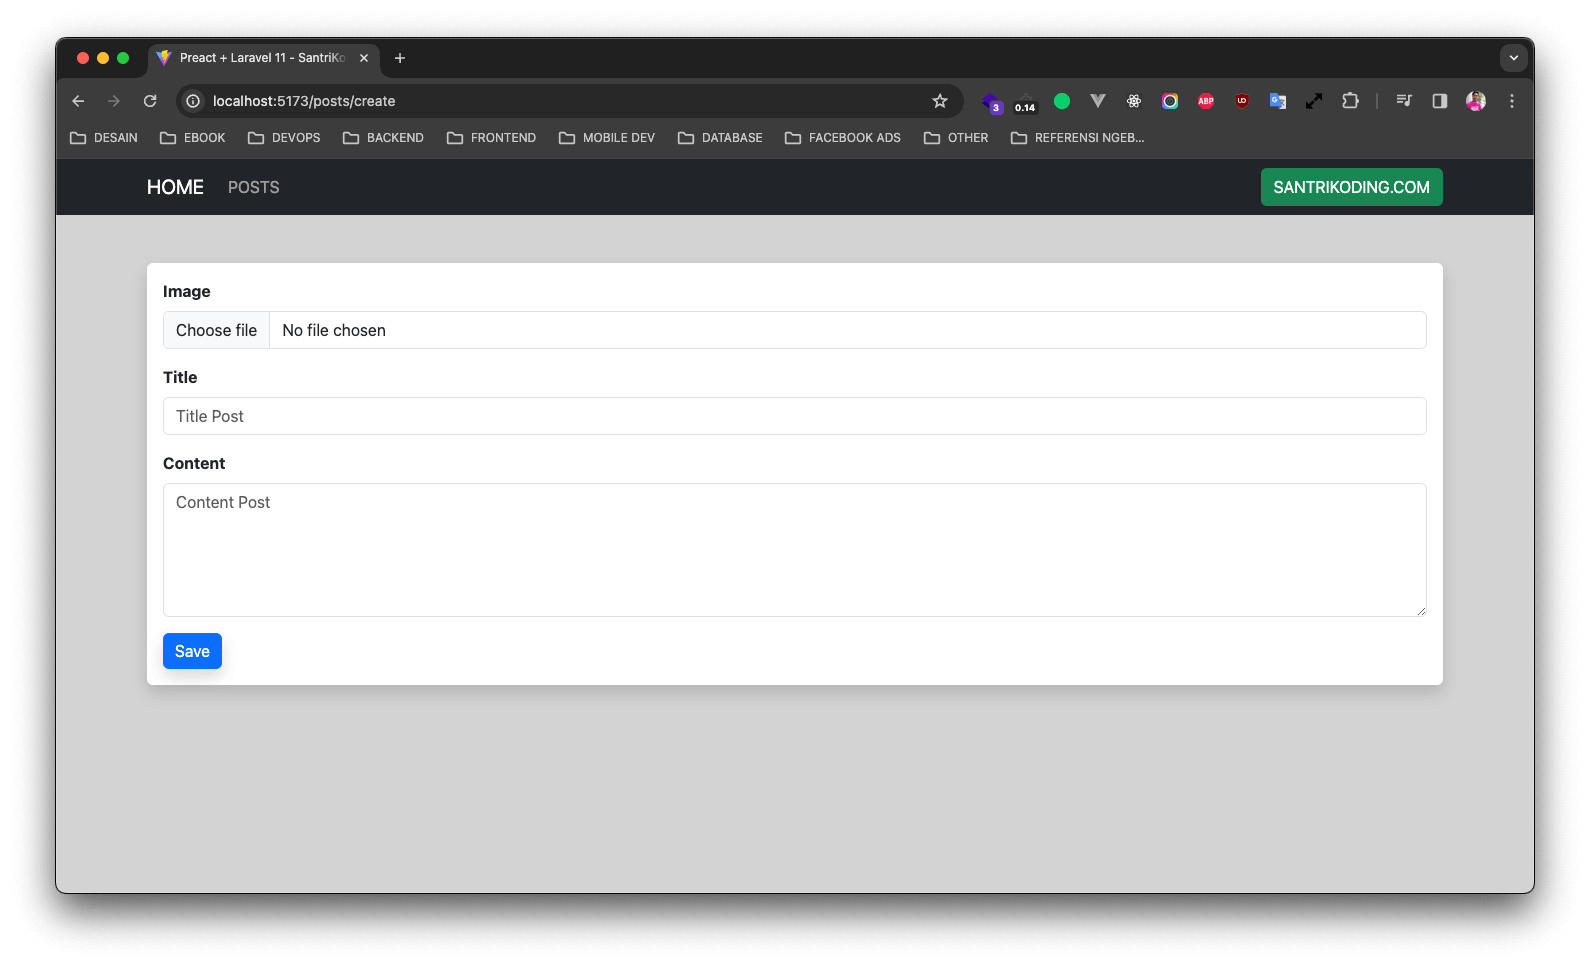 Preact + Laravel 11 - SantriKo
localhost:5173/posts/create
3
0.14
ABP
DESAIN
EBOOK
DEVOPS
BACKEND
FRONTEND
MOBILE DEV
DATABASE
FACEBOOK ADS
OTHER
REFERENSI NGEB...
HOME
POSTS
SANTRIKODING.COM
Image
Choose file
No file chosen
Title
Title Post
Content
Content Post
Save